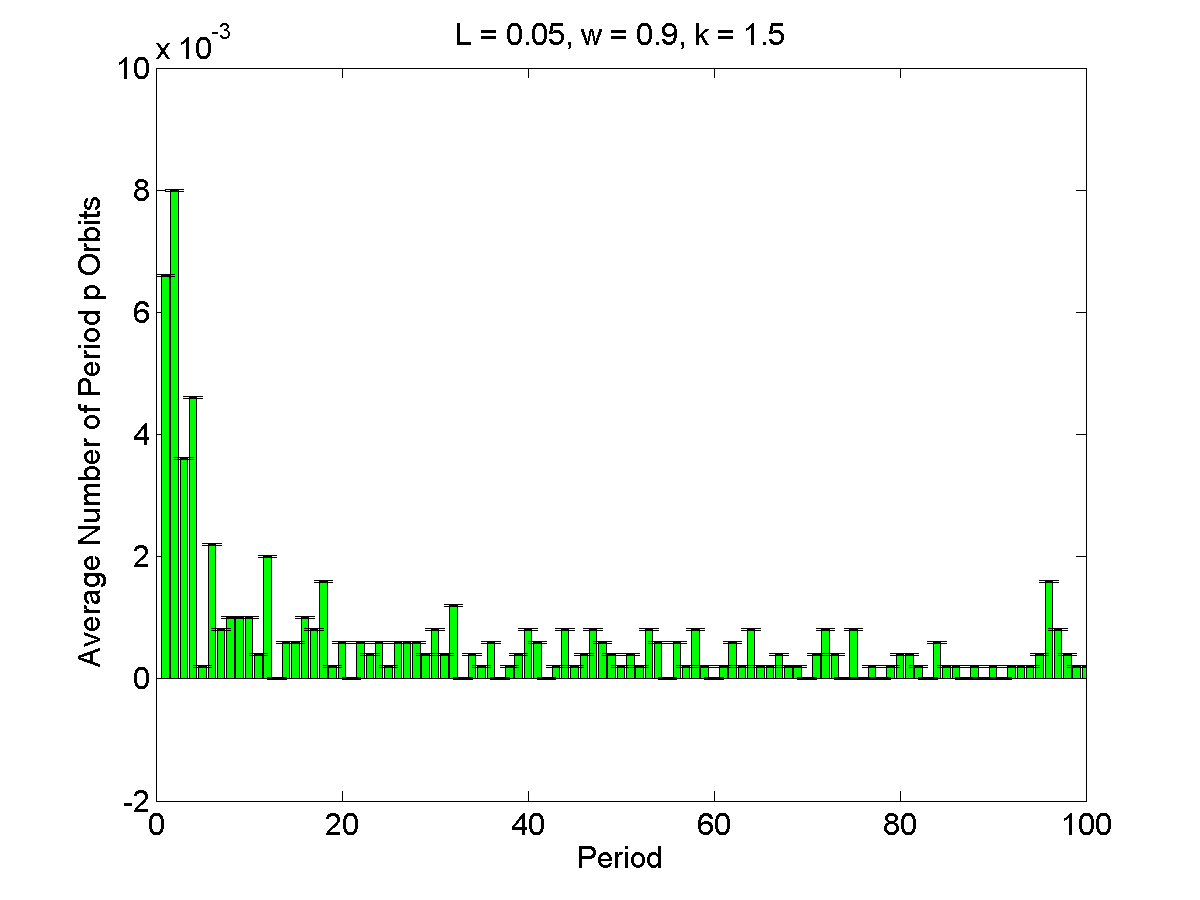 L = 0.05, w = 0.9, k = 1.5
x 10-3
10
8
6
4
2
0
-2
Average Number of Period p Orbits
0 20 40 60 80 100
Period